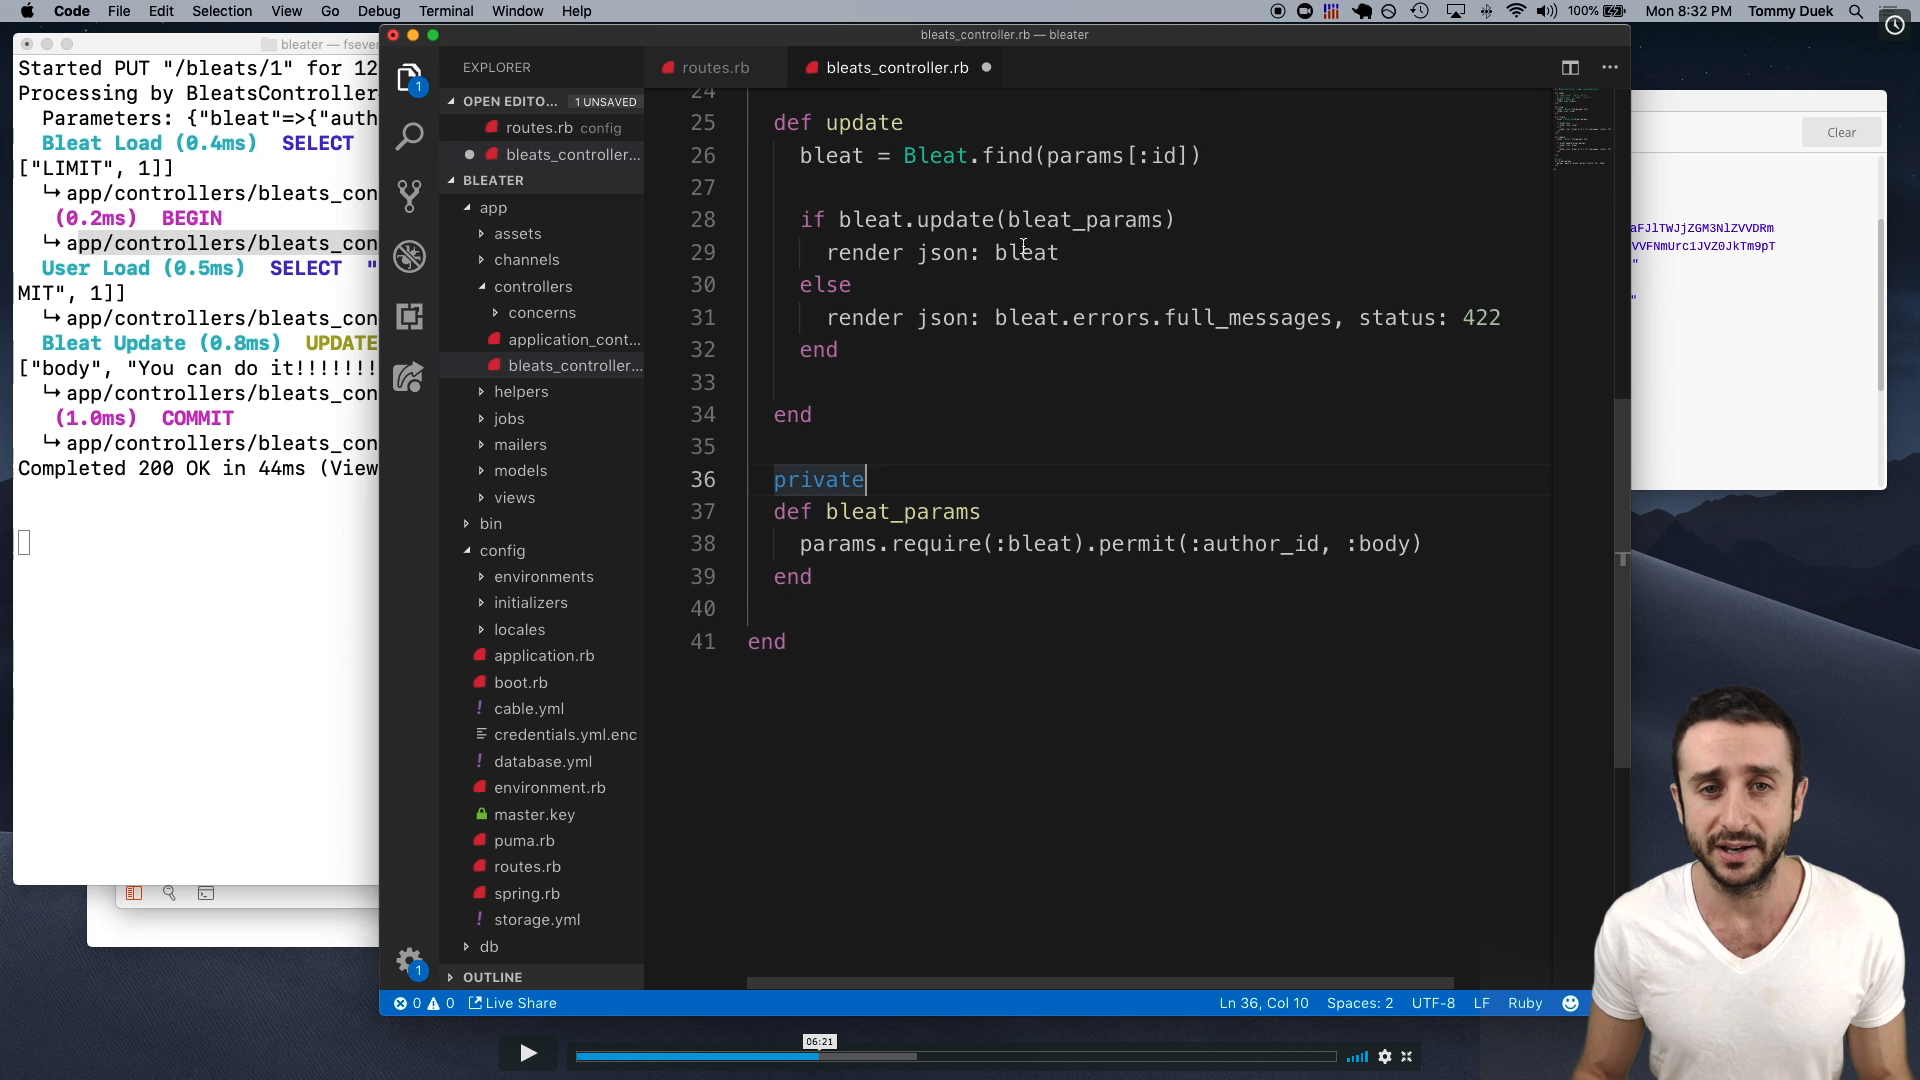 Code File Edit Selection View Go Debug Terminal Window Help
100% Mon 8:32 PM Tommy Duek
bleater — fseve
Started PUT "/bleats/1" for 12
Processing by BleatsController
Parameters: {"bleat"=>{"auth
Bleat Load (0.4ms) SELECT
["LIMIT", 1]]
↳ app/controllers/bleats_con
(0.2ms) BEGIN
↳ app/controllers/bleats_con
User Load (0.5ms) SELECT "
MIT", 1]]
↳ app/controllers/bleats_con
Bleat Update (0.8ms) UPDATE
["body", "You can do it!!!!!!!
↳ app/controllers/bleats_con
(1.0ms) COMMIT
↳ app/controllers/bleats_con
Completed 200 OK in 44ms (View
bleats_controller.rb — bleater
EXPLORER
OPEN EDITO... 1 UNSAVED
routes.rb config
bleats_controller...
BLEATER
app
assets
channels
controllers
concerns
application_cont...
bleats_controller...
helpers
jobs
mailers
models
views
bin
config
environments
initializers
locales
application.rb
boot.rb
cable.yml
credentials.yml.enc
database.yml
environment.rb
master.key
puma.rb
routes.rb
spring.rb
storage.yml
db
OUTLINE
1
1
routes.rb bleats_controller.rb
24
25 def update
26 bleat = Bleat.find(params[:id])
27
28 if bleat.update(bleat_params)
29 render json: bleat
30 else
31 render json: bleat.errors.full_messages, status: 422
32 end
33
34 end
35
36 private
37 def bleat_params
38 params.require(:bleat).permit(:author_id, :body)
39 end
40
41 end
0 0 Live Share
Ln 36, Col 10 Spaces: 2 UTF-8 LF Ruby
Clear
06:21